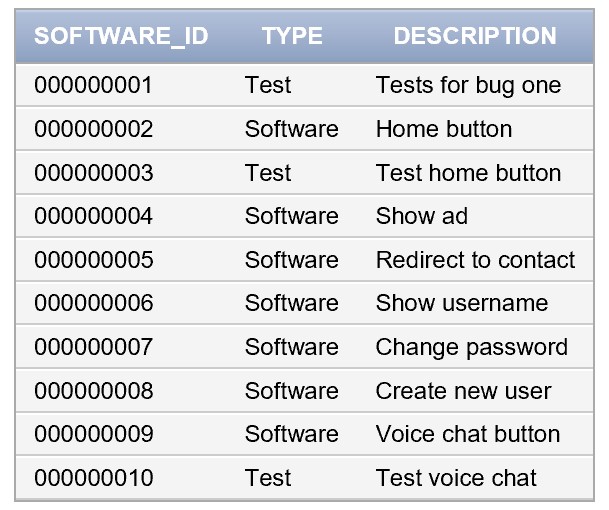 SOFTWARE_ID TYPE DESCRIPTION
000000001 Test Tests for bug one
000000002 Software Home button
000000003 Test Test home button
000000004 Software Show ad
000000005 Software Redirect to contact
000000006 Software Show username
000000007 Software Change password
000000008 Software Create new user
000000009 Software Voice chat button
000000010 Test Test voice chat